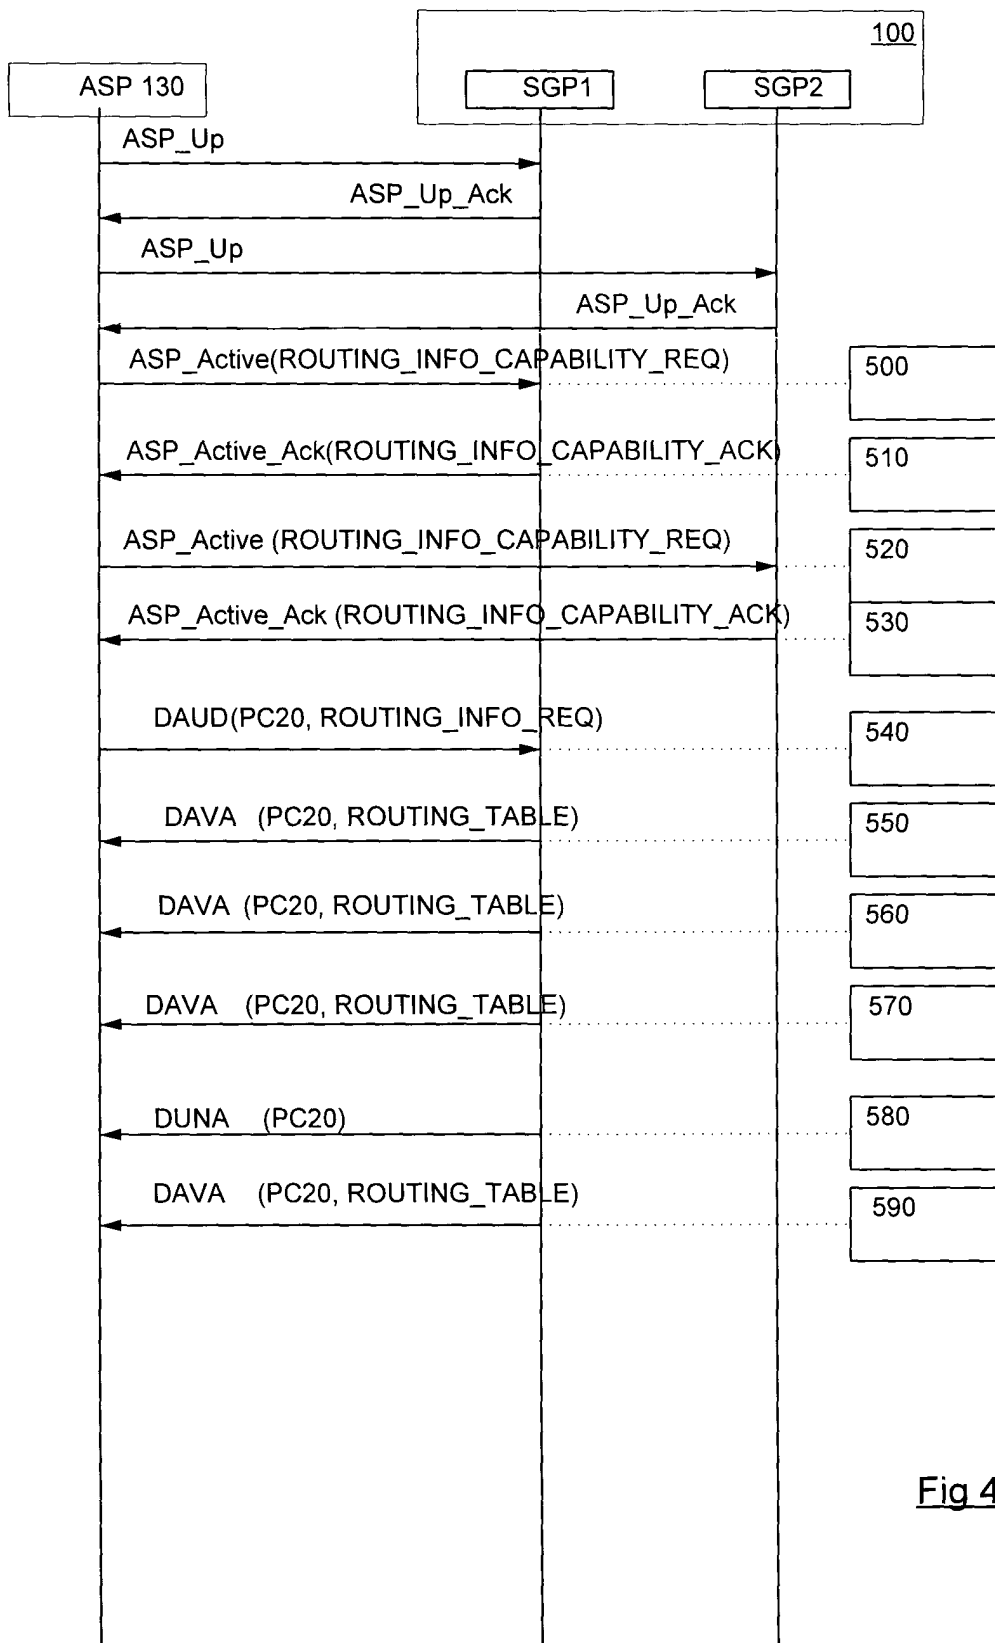 100
ASP 130
SGP1
SGP2
ASP_Up
ASP_Up_Ack
ASP_Up
ASP_Up_Ack
ASP_Active(ROUTING_INFO_CAPABILITY_REQ)
500
ASP_Active_Ack(ROUTING_INFO_CAPABILITY_ACK)
510
ASP_Active (ROUTING_INFO_CAPABILITY_REQ)
520
ASP_Active_Ack (ROUTING_INFO_CAPABILITY_ACK)
530
DAUD(PC20, ROUTING_INFO_REQ)
540
DAVA (PC20, ROUTING_TABLE)
550
DAVA (PC20, ROUTING_TABLE)
560
DAVA (PC20, ROUTING_TABLE)
570
DUNA (PC20)
580
DAVA (PC20, ROUTING_TABLE)
590
Fig 4